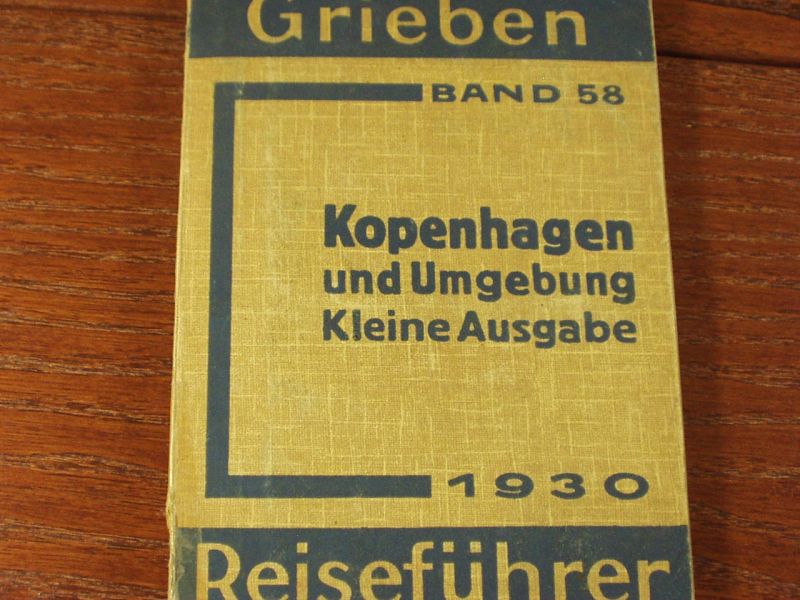 Grieben
BAND 58
Kopenhagen
und Umgebung
Kleine Ausgabe
1930
Reiseführer